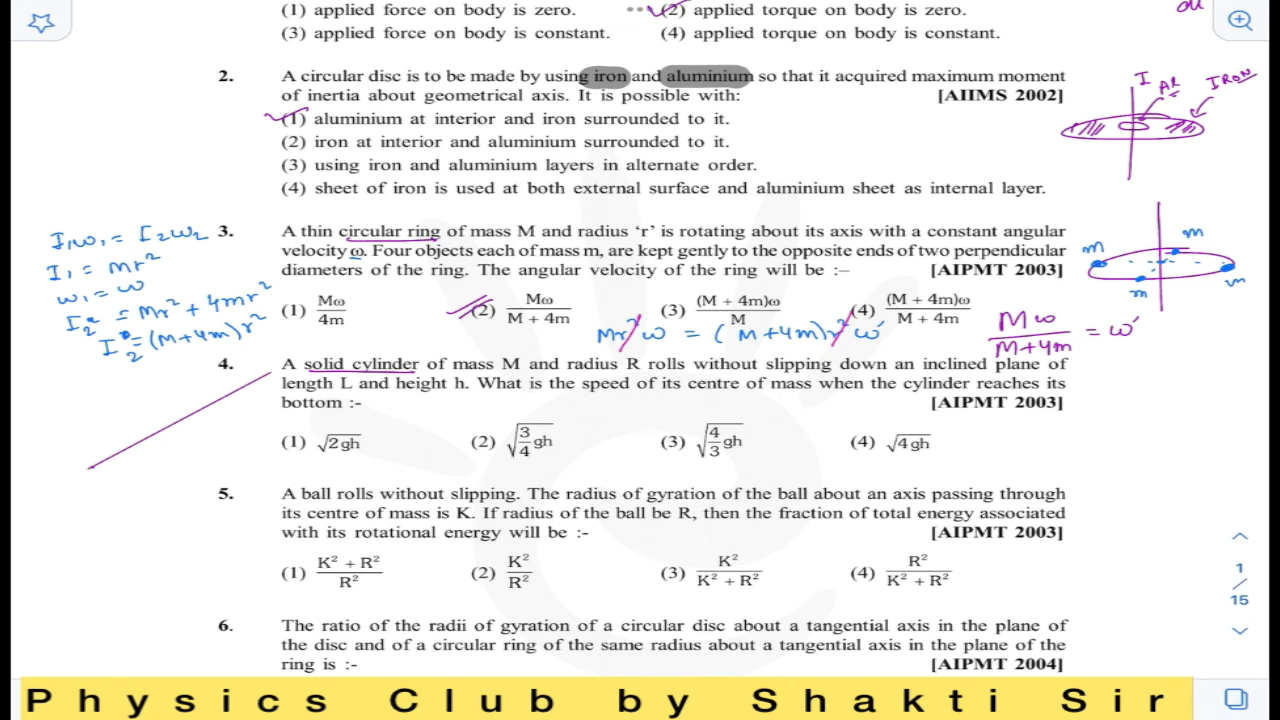 (1) applied force on body is zero. (2) applied torque on body is zero.
(3) applied force on body is constant. (4) applied torque on body is constant.
2. A circular disc is to be made by using iron and aluminium so that it acquired maximum moment
of inertia about geometrical axis. It is possible with: [AIIMS 2002]
(1) aluminium at interior and iron surrounded to it.
(2) iron at interior and aluminium surrounded to it.
(3) using iron and aluminium layers in alternate order.
(4) sheet of iron is used at both external surface and aluminium sheet as internal layer.
I
Al
IRON
3. A thin circular ring of mass M and radius ‘r’ is rotating about its axis with a constant angular
velocity ω. Four objects each of mass m, are kept gently to the opposite ends of two perpendicular
diameters of the ring. The angular velocity of the ring will be :– [AIPMT 2003]
(1) Mω/4m (2) Mω/M + 4m (3) (M + 4m)ω/M (4) (M + 4m)ω/M + 4m
I₁ω₁ = I₂ω₂
I₁ = Mr²
ω₁ = ω
I₂ = Mr² + 4mr²
I₂ = (M+4m)r²
m m
m m
Mr²ω = (M+4m)r²ω′
Mω/M+4m = ω′
4. A solid cylinder of mass M and radius R rolls without slipping down an inclined plane of
length L and height h. What is the speed of its centre of mass when the cylinder reaches its
bottom :- [AIPMT 2003]
(1) √2gh (2) √3/4 gh (3) √4/3 gh (4) √4gh
5. A ball rolls without slipping. The radius of gyration of the ball about an axis passing through
its centre of mass is K. If radius of the ball be R, then the fraction of total energy associated
with its rotational energy will be :- [AIPMT 2003]
(1) K² + R²/R² (2) K²/R² (3) K²/K² + R² (4) R²/K² + R²
6. The ratio of the radii of gyration of a circular disc about a tangential axis in the plane of
the disc and of a circular ring of the same radius about a tangential axis in the plane of the
ring is :- [AIPMT 2004]
1
/
15
Physics Club by Shakti Sir